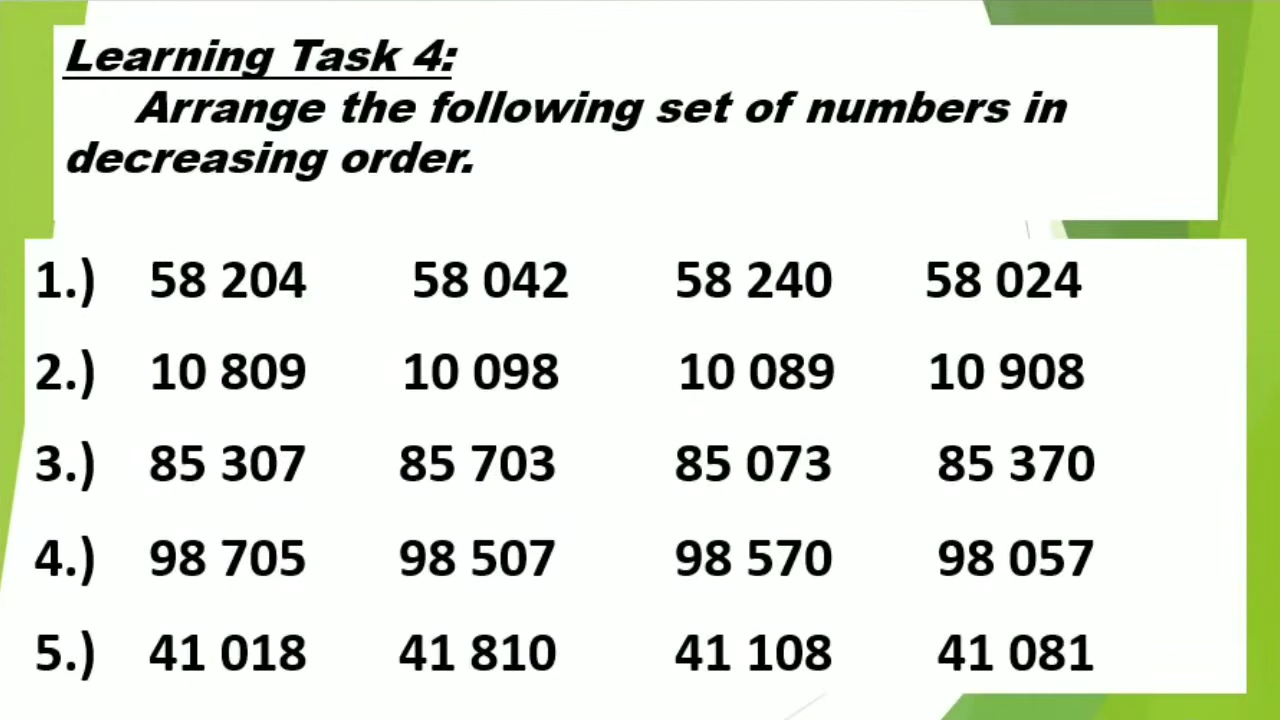 Learning Task 4:
Arrange the following set of numbers in
decreasing order.
1.) 58 204 58 042 58 240 58 024
2.) 10 809 10 098 10 089 10 908
3.) 85 307 85 703 85 073 85 370
4.) 98 705 98 507 98 570 98 057
5.) 41 018 41 810 41 108 41 081